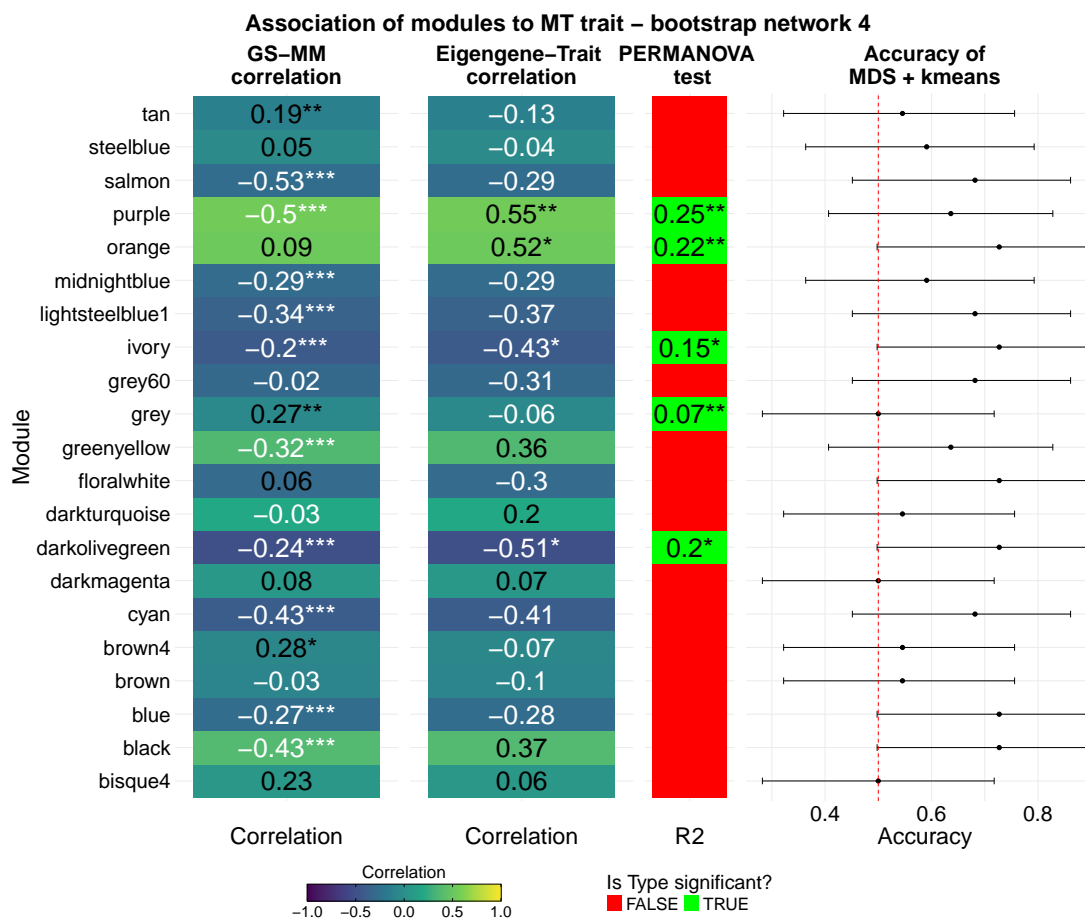 Association of modules to MT trait − bootstrap network 4
GS−MM correlation
Eigengene−Trait correlation
PERMANOVA test
Accuracy of MDS + kmeans
Module
tan 0.19** −0.13
steelblue 0.05 −0.04
salmon −0.53*** −0.29
purple −0.5*** 0.55** 0.25**
orange 0.09 0.52* 0.22**
midnightblue −0.29*** −0.29
lightsteelblue1 −0.34*** −0.37
ivory −0.2*** −0.43* 0.15*
grey60 −0.02 −0.31
grey 0.27** −0.06 0.07**
greenyellow −0.32*** 0.36
floralwhite 0.06 −0.3
darkturquoise −0.03 0.2
darkolivegreen −0.24*** −0.51* 0.2*
darkmagenta 0.08 0.07
cyan −0.43*** −0.41
brown4 0.28* −0.07
brown −0.03 −0.1
blue −0.27*** −0.28
black −0.43*** 0.37
bisque4 0.23 0.06
0.4 0.6 0.8
Correlation Correlation R2 Accuracy
Correlation
−1.0 −0.5 0.0 0.5 1.0
Is Type significant?
FALSE TRUE